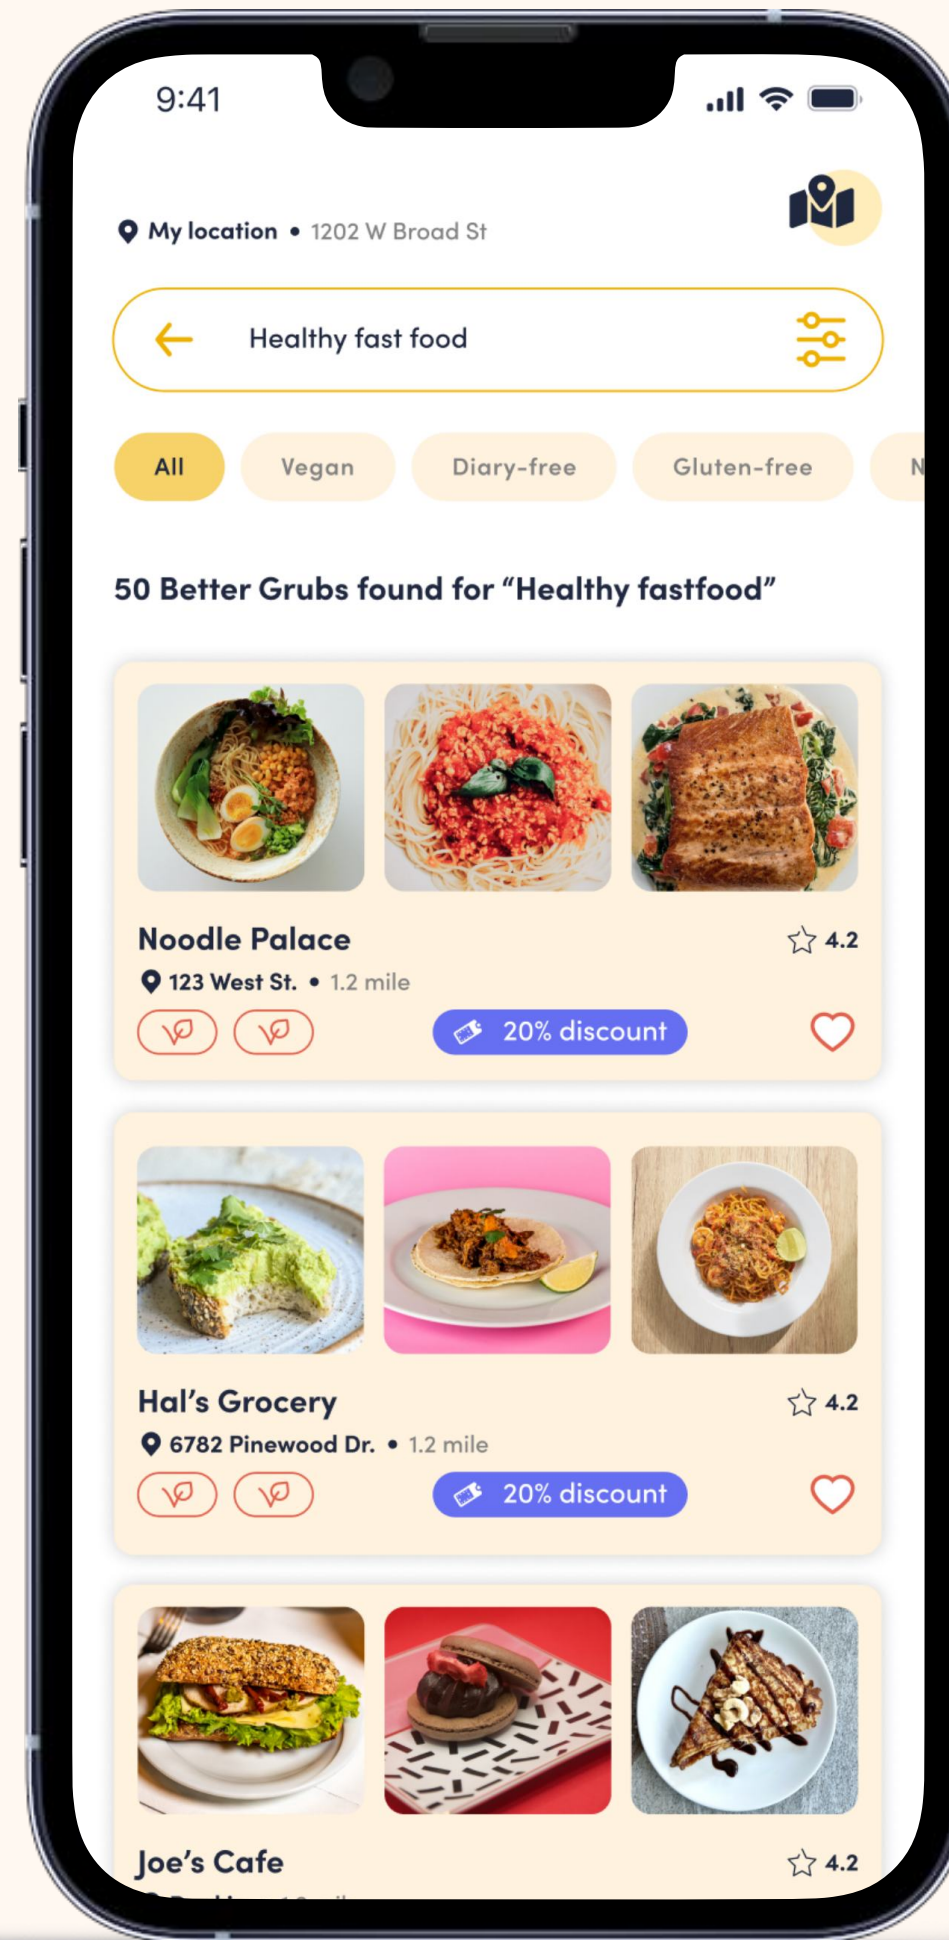 9:41
My location • 1202 W Broad St
Healthy fast food
All Vegan Diary-free Gluten-free N
50 Better Grubs found for “Healthy fastfood”
Noodle Palace 4.2
123 West St. • 1.2 mile
20% discount
Hal’s Grocery 4.2
6782 Pinewood Dr. • 1.2 mile
20% discount
Joe’s Cafe 4.2